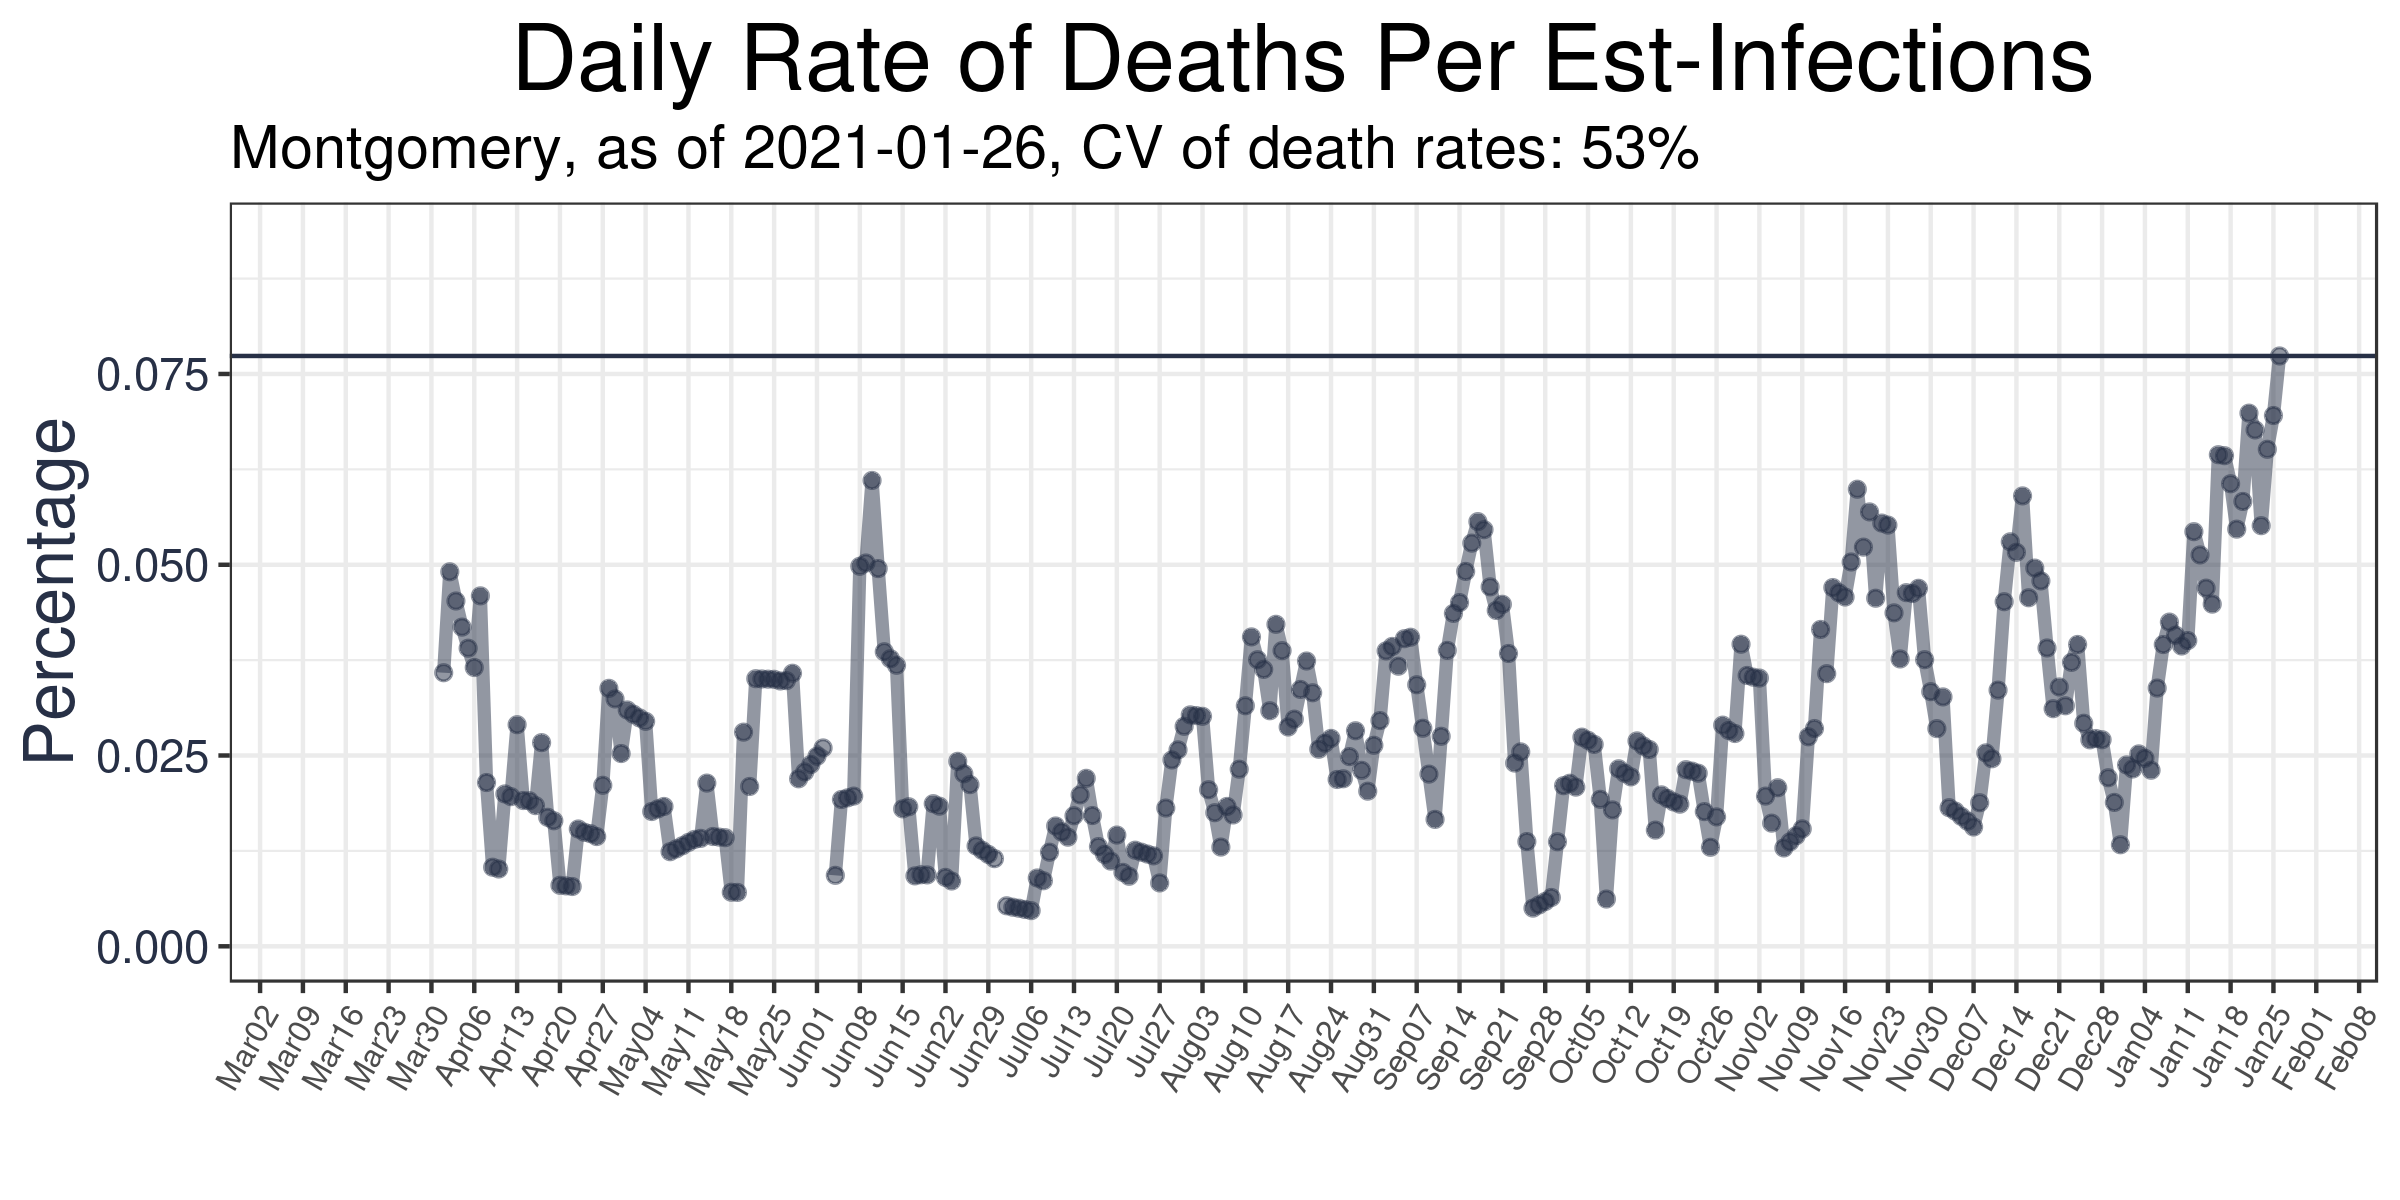 Daily Rate of Deaths Per Est-Infections
Montgomery, as of 2021-01-26, CV of death rates: 53%
Percentage
0.075
0.050
0.025
0.000
Mar02
Mar09
Mar16
Mar23
Mar30
Apr06
Apr13
Apr20
Apr27
May04
May11
May18
May25
Jun01
Jun08
Jun15
Jun22
Jun29
Jul06
Jul13
Jul20
Jul27
Aug03
Aug10
Aug17
Aug24
Aug31
Sep07
Sep14
Sep21
Sep28
Oct05
Oct12
Oct19
Oct26
Nov02
Nov09
Nov16
Nov23
Nov30
Dec07
Dec14
Dec21
Dec28
Jan04
Jan11
Jan18
Jan25
Feb01
Feb08